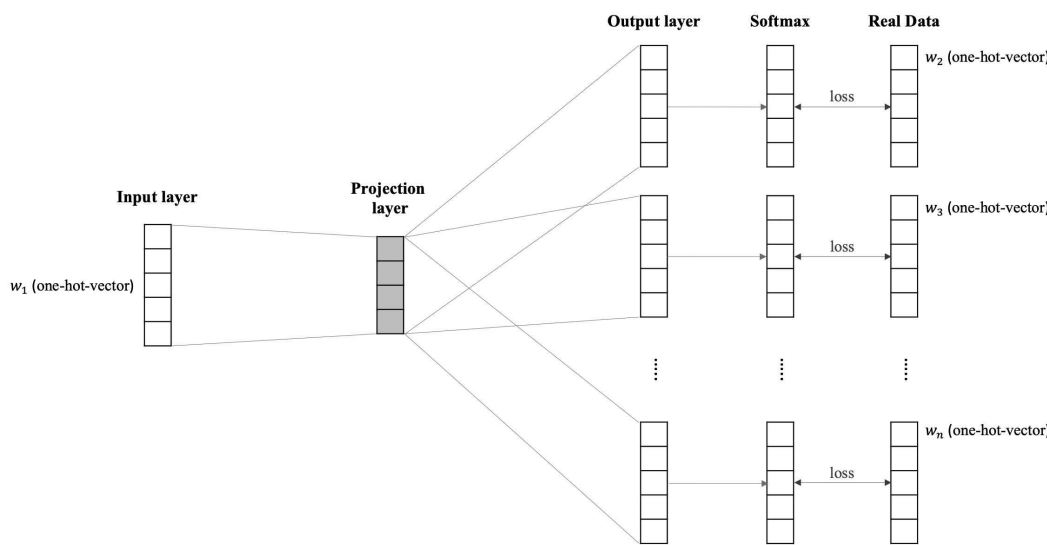 Output layer
Softmax
Real Data
w₂ (one-hot-vector)
loss
Input layer
Projection
layer
w₃ (one-hot-vector)
loss
w₁ (one-hot-vector)
wₙ (one-hot-vector)
loss